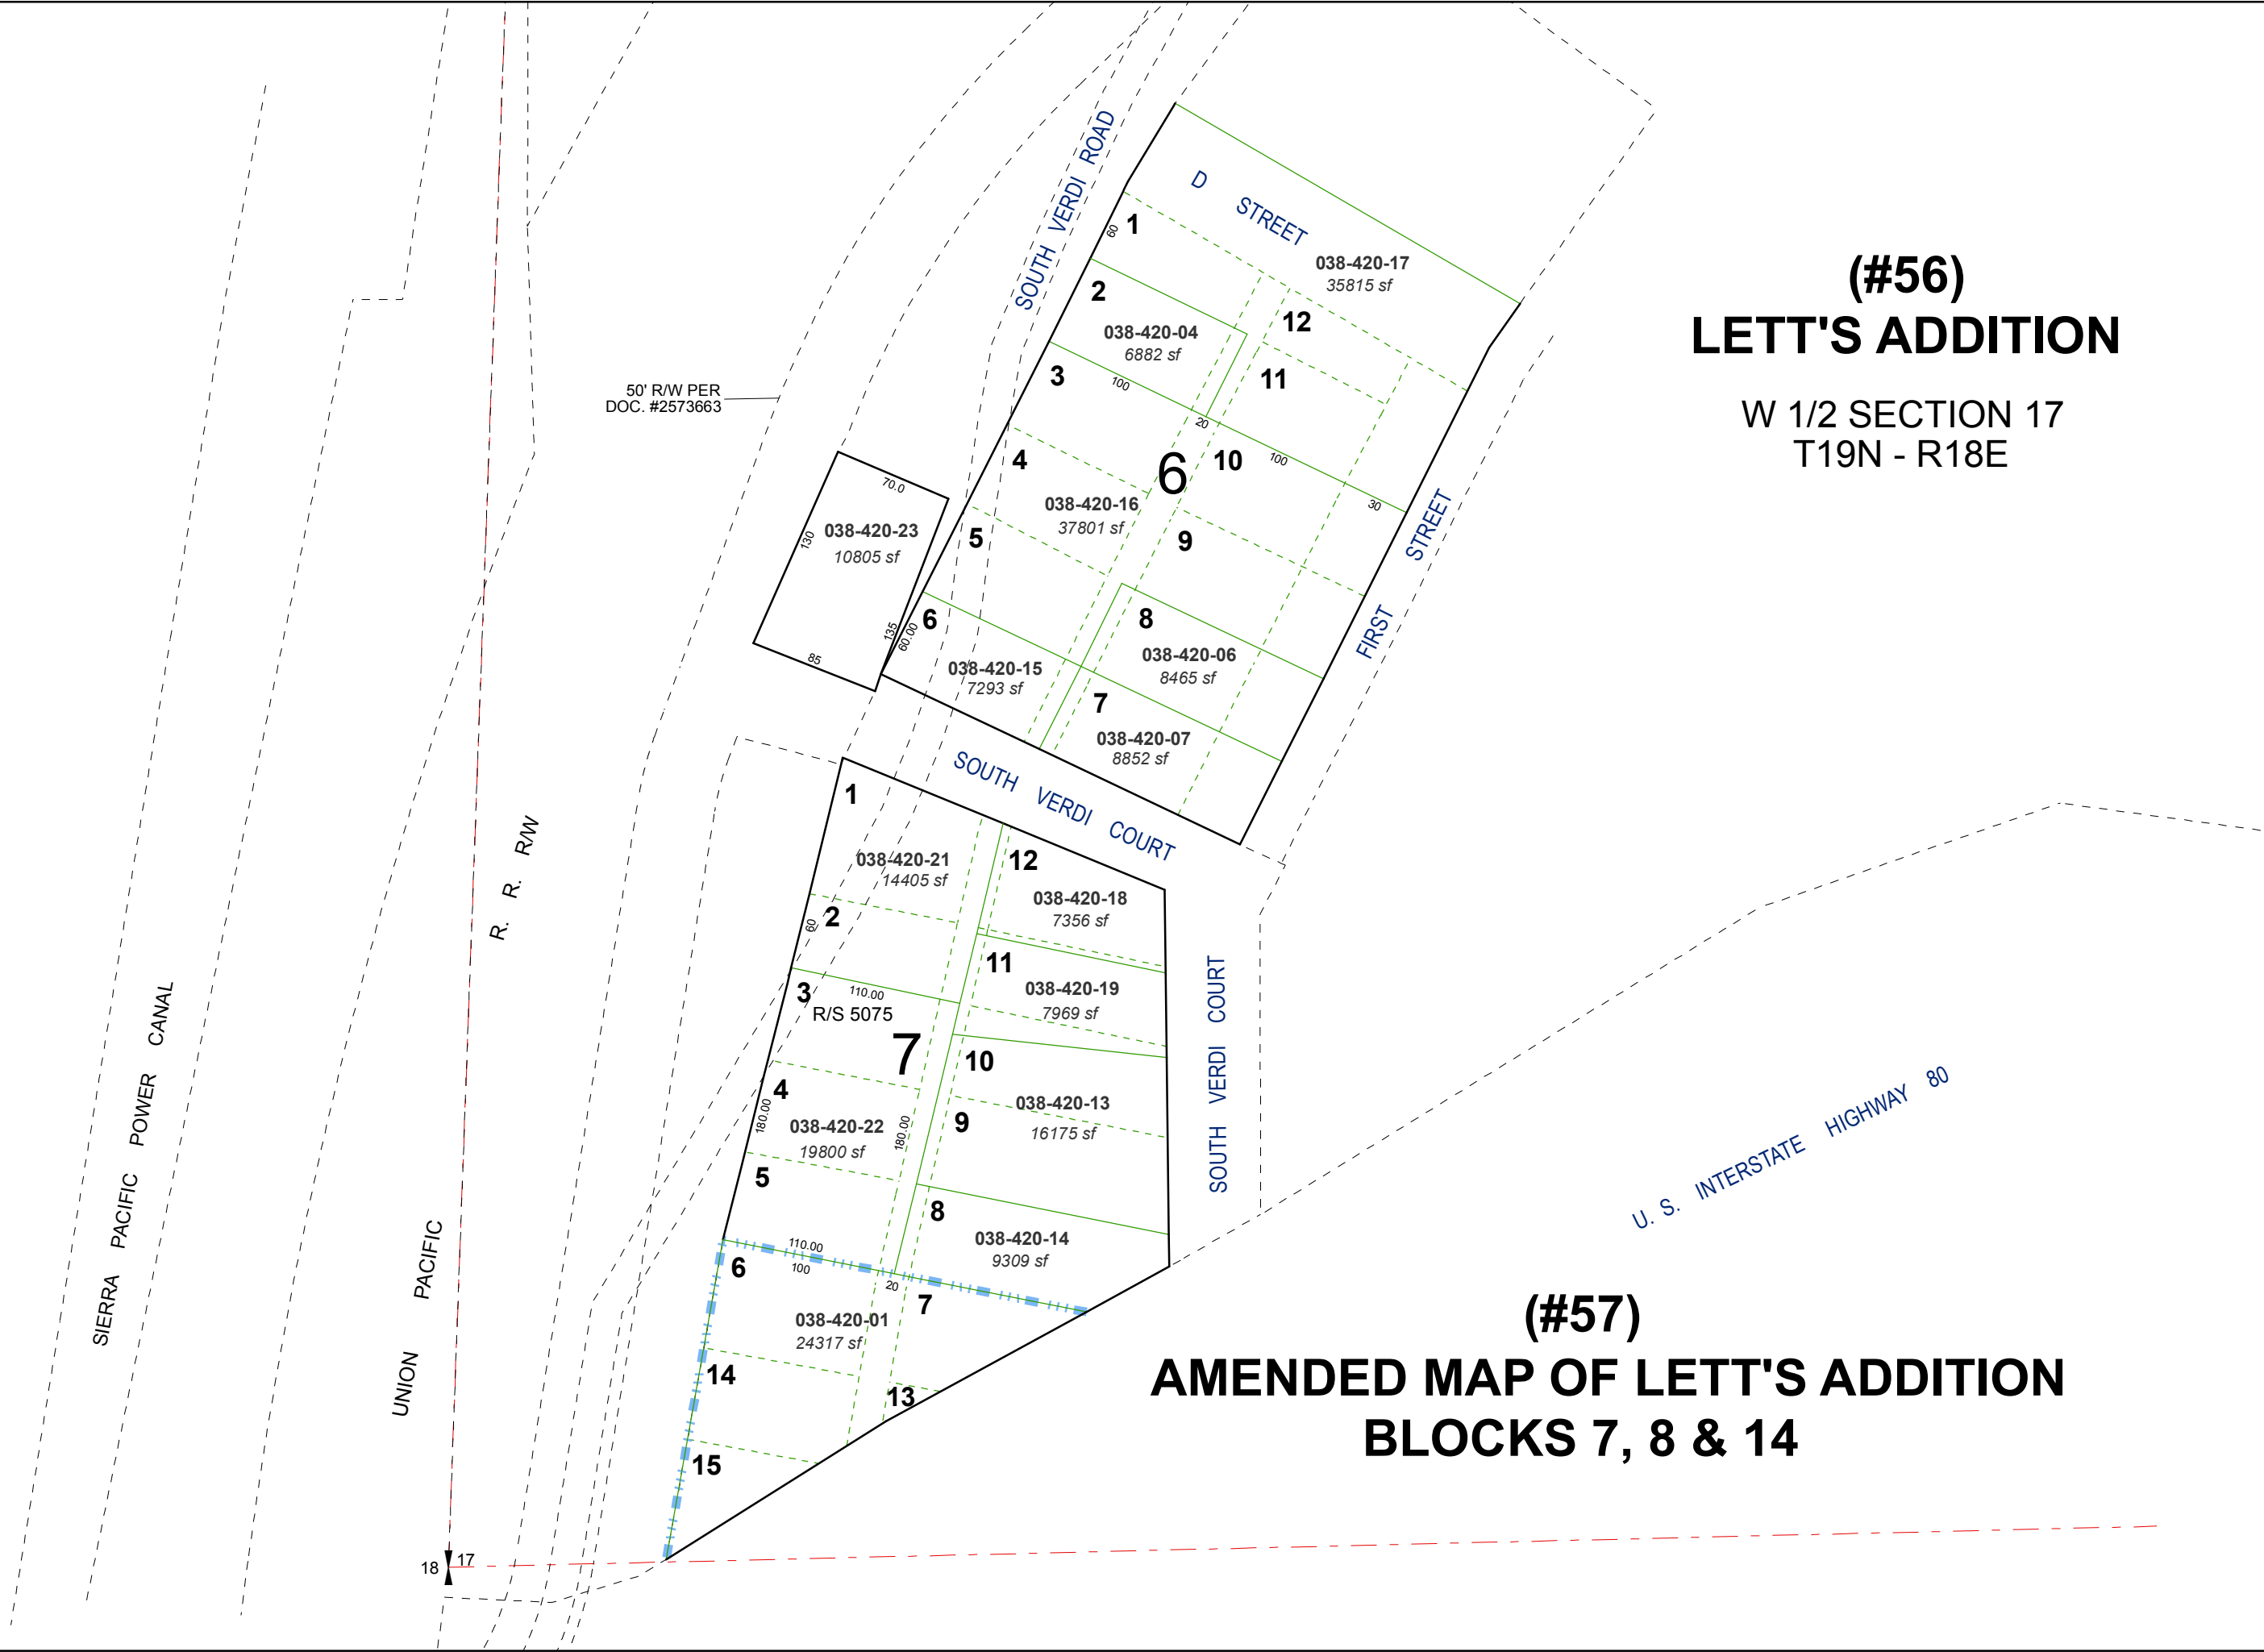 (#56)
LETT'S ADDITION
W 1/2 SECTION 17
T19N - R18E
SOUTH VERDI ROAD
D STREET
038-420-17
35815 sf
1
60
2
038-420-04
6882 sf
12
11
3
100
20
50' R/W PER
DOC. #2573663
4
6
10
100
30
038-420-16
37801 sf
70.0
130
038-420-23
10805 sf
135
85
60.00
5
9
FIRST STREET
6
038-420-15
7293 sf
8
038-420-06
8465 sf
7
038-420-07
8852 sf
SOUTH VERDI COURT
1
038-420-21
14405 sf
12
038-420-18
7356 sf
2
60
11
038-420-19
7969 sf
3
110.00
R/S 5075
7
10
038-420-13
16175 sf
4
180.00
180.00
038-420-22
19800 sf
9
5
SOUTH VERDI COURT
8
038-420-14
9309 sf
110.00
6
100
20
7
038-420-01
24317 sf
14
13
15
R. R. R/W
UNION PACIFIC
SIERRA PACIFIC POWER CANAL
U. S. INTERSTATE HIGHWAY 80
(#57)
AMENDED MAP OF LETT'S ADDITION
BLOCKS 7, 8 & 14
18
17